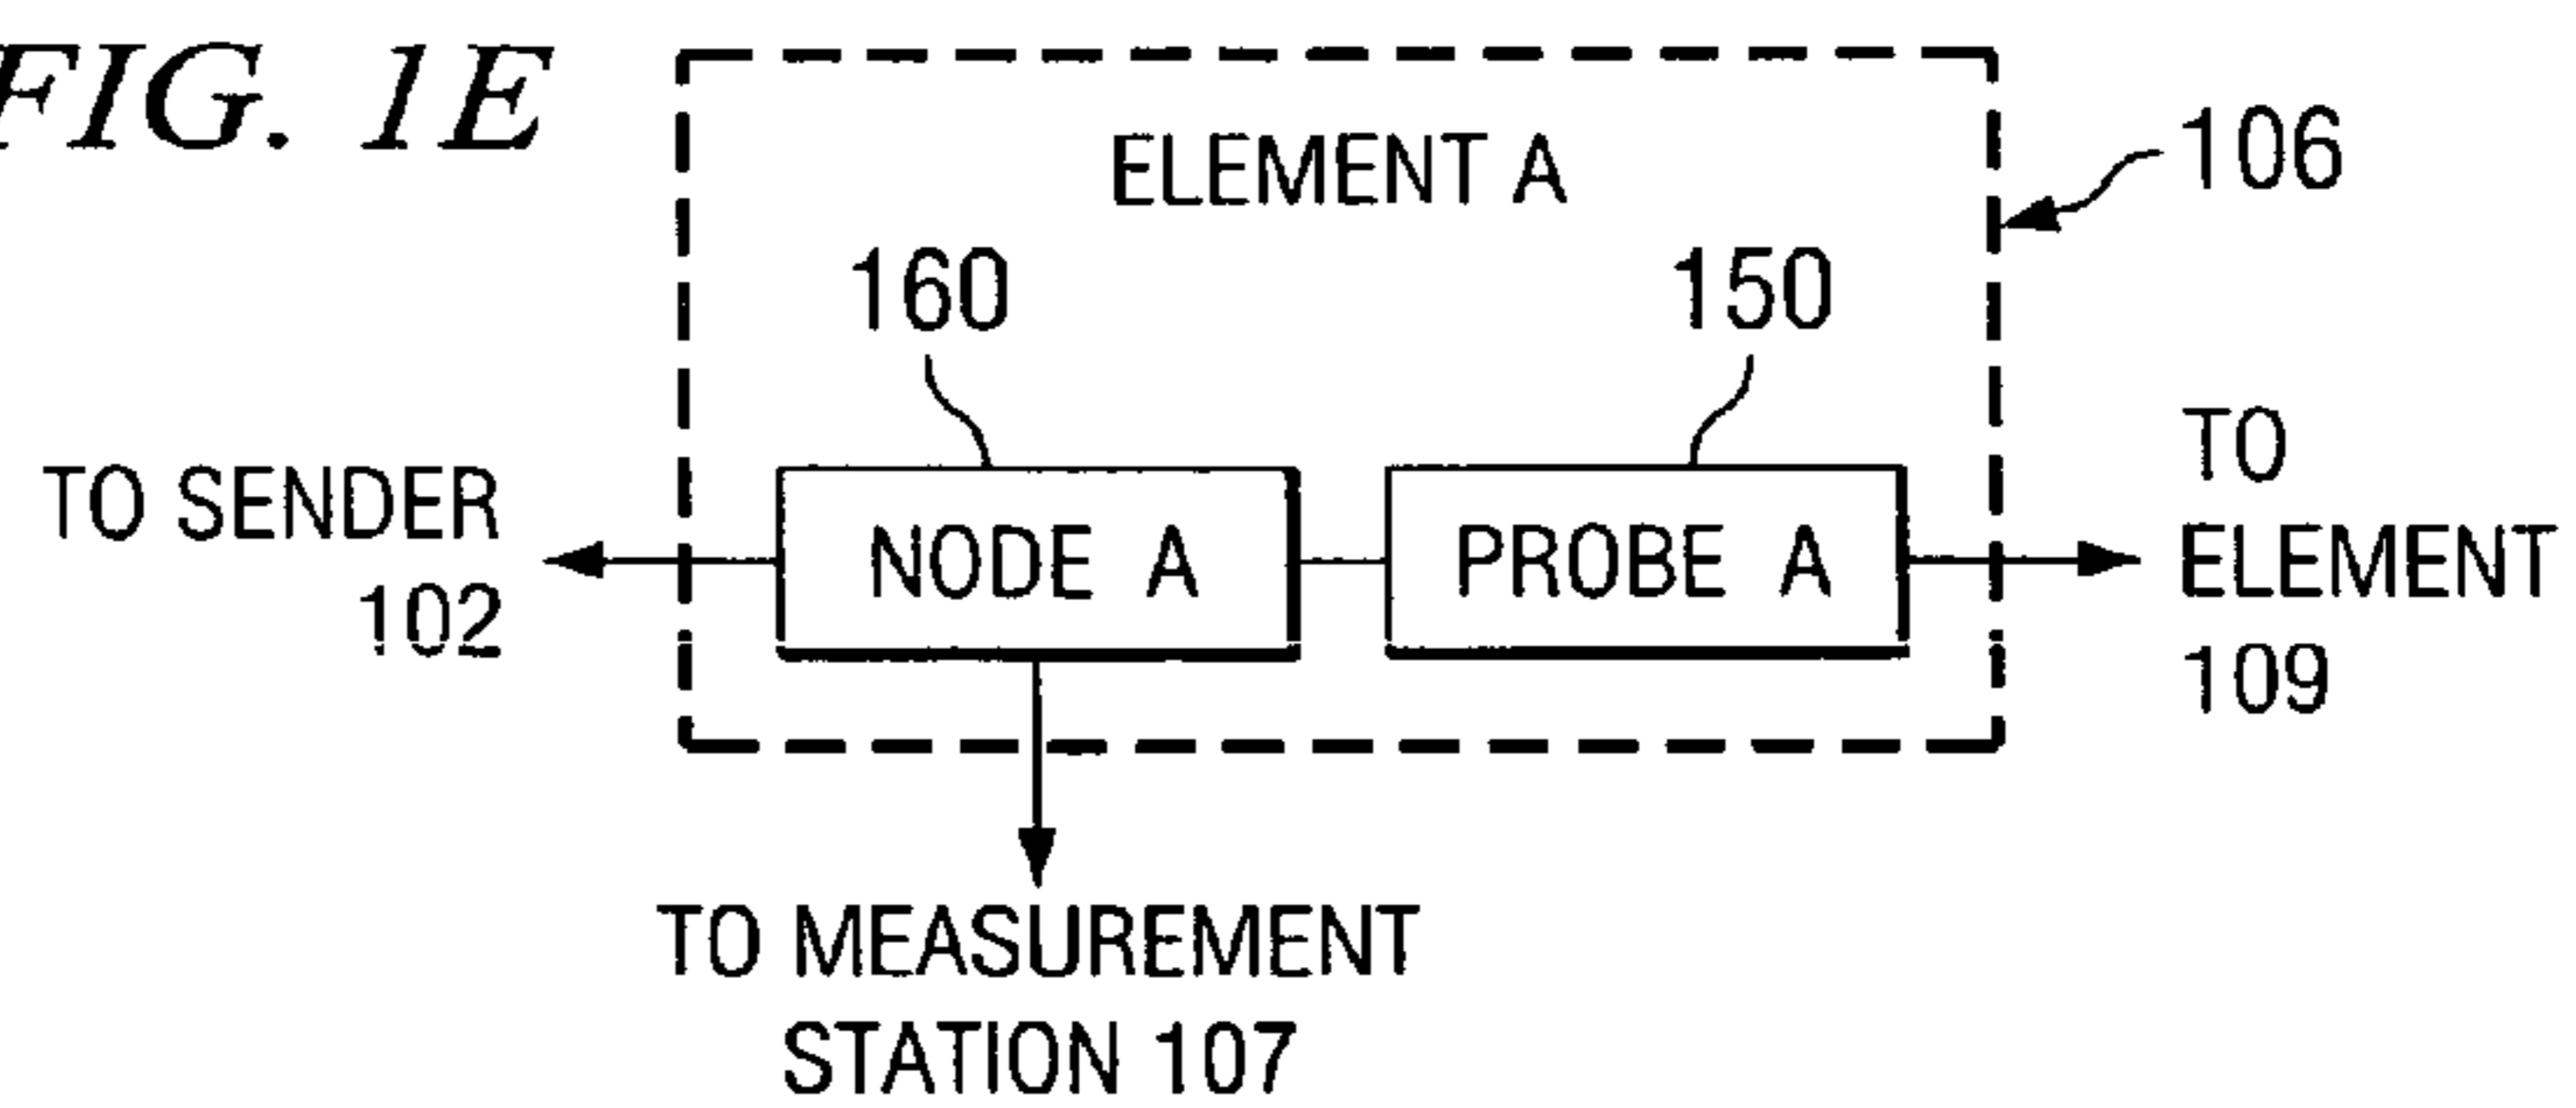 FIG. 1E
ELEMENT A
106
160
150
TO SENDER
102
NODE A
PROBE A
TO
ELEMENT
109
TO MEASUREMENT
STATION 107